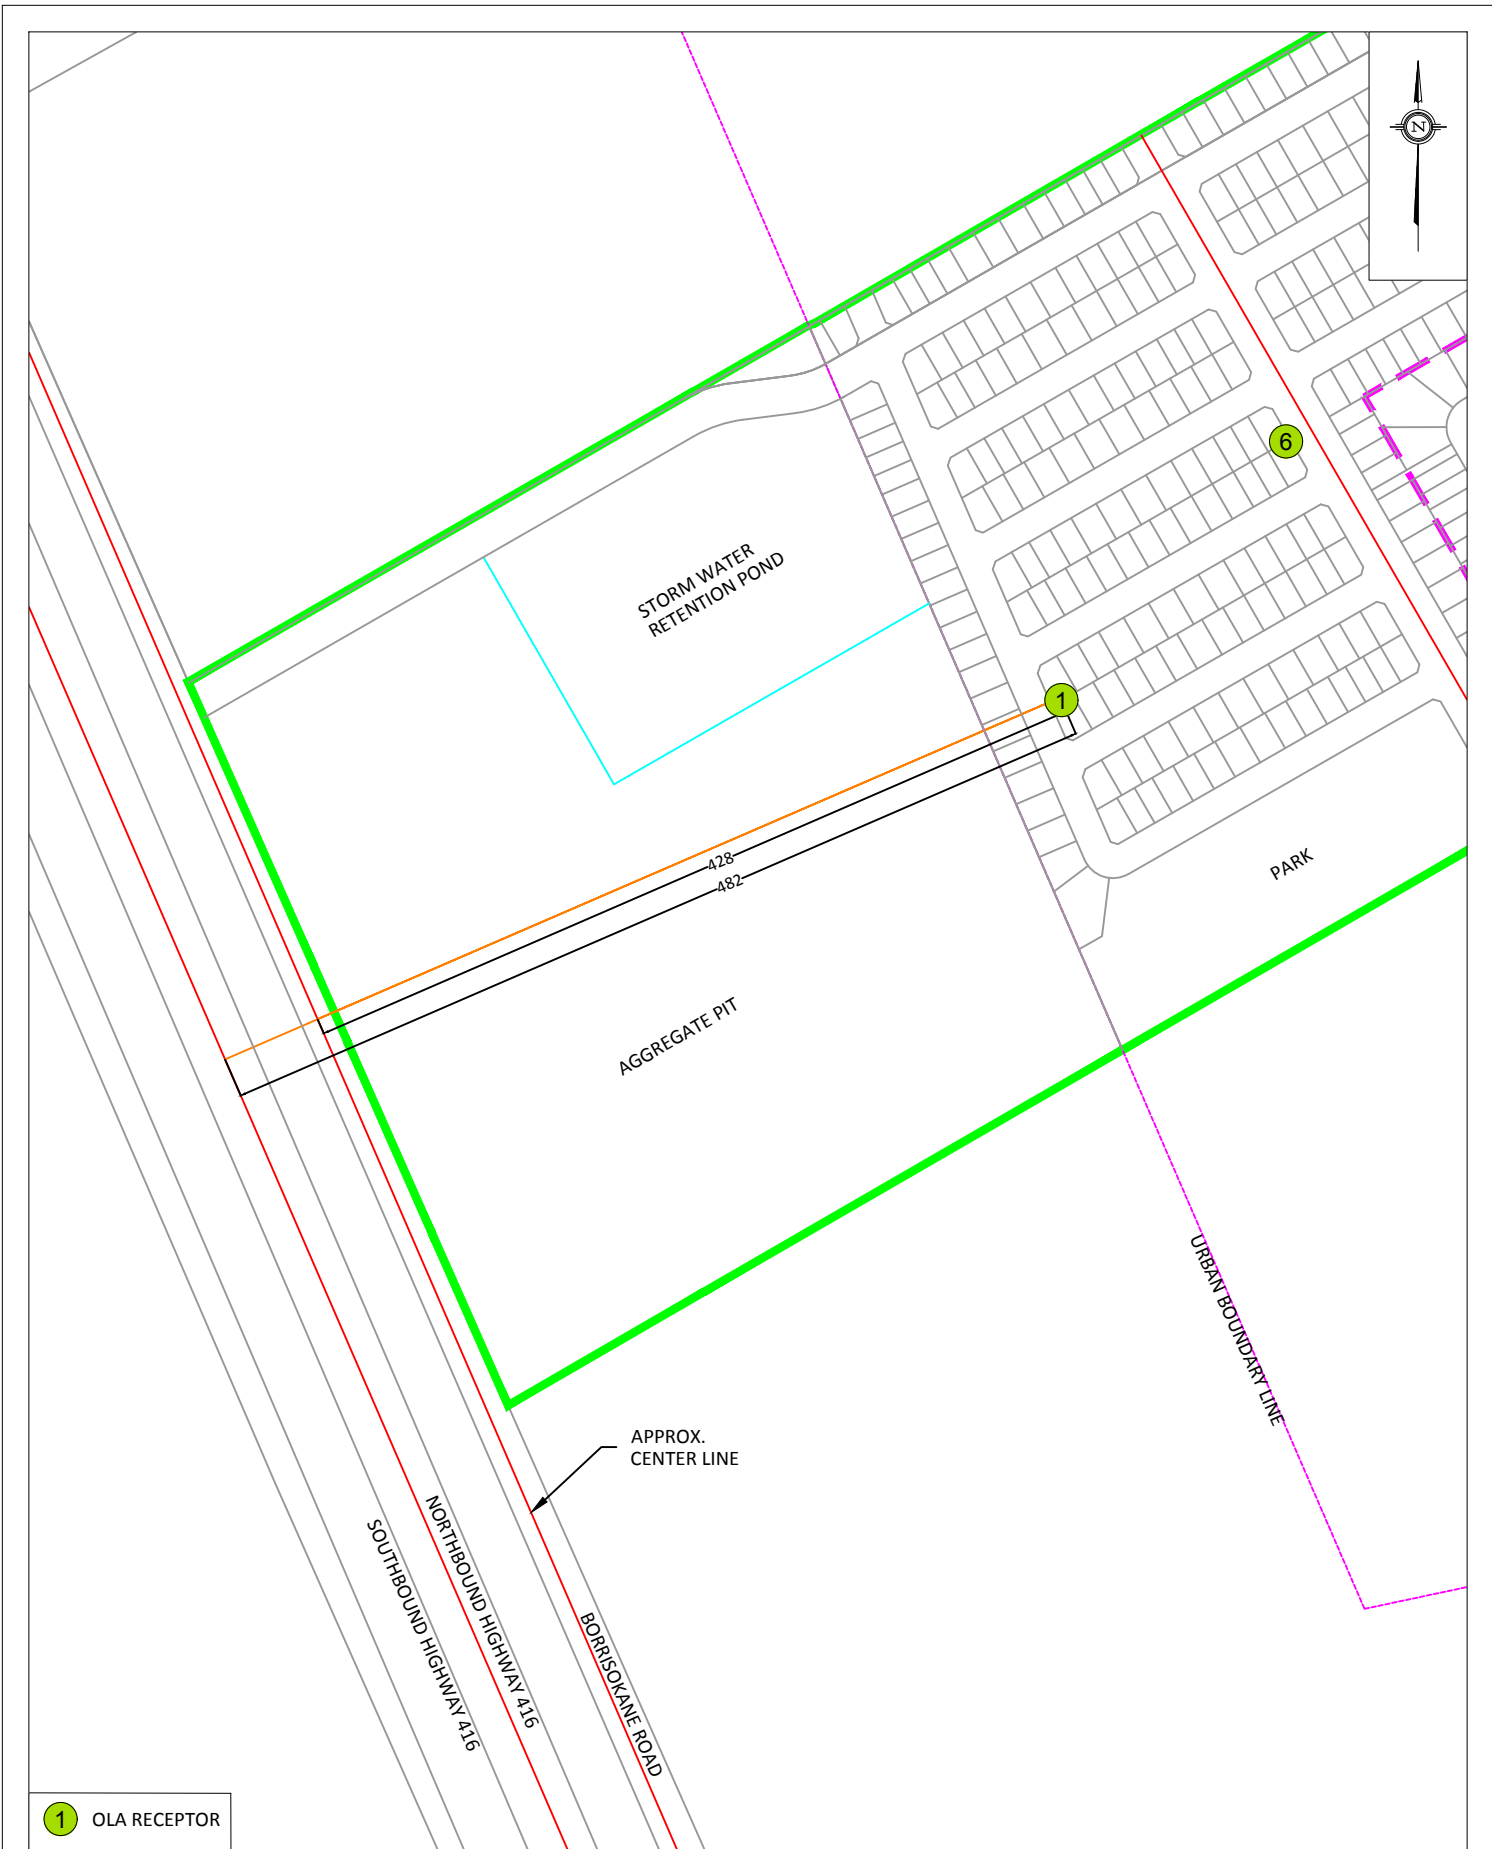 N
6
STORM WATER
RETENTION POND
1
428
482
PARK
AGGREGATE PIT
URBAN BOUNDARY LINE
APPROX.
CENTER LINE
NORTHBOUND HIGHWAY 416
SOUTHBOUND HIGHWAY 416
BORRISOKANE ROAD
1 OLA RECEPTOR